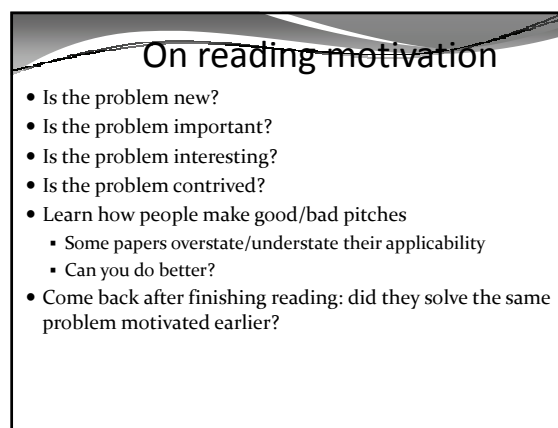 On reading motivation
• Is the problem new?
• Is the problem important?
• Is the problem interesting?
• Is the problem contrived?
• Learn how people make good/bad pitches
▪ Some papers overstate/understate their applicability
▪ Can you do better?
• Come back after finishing reading: did they solve the same
problem motivated earlier?